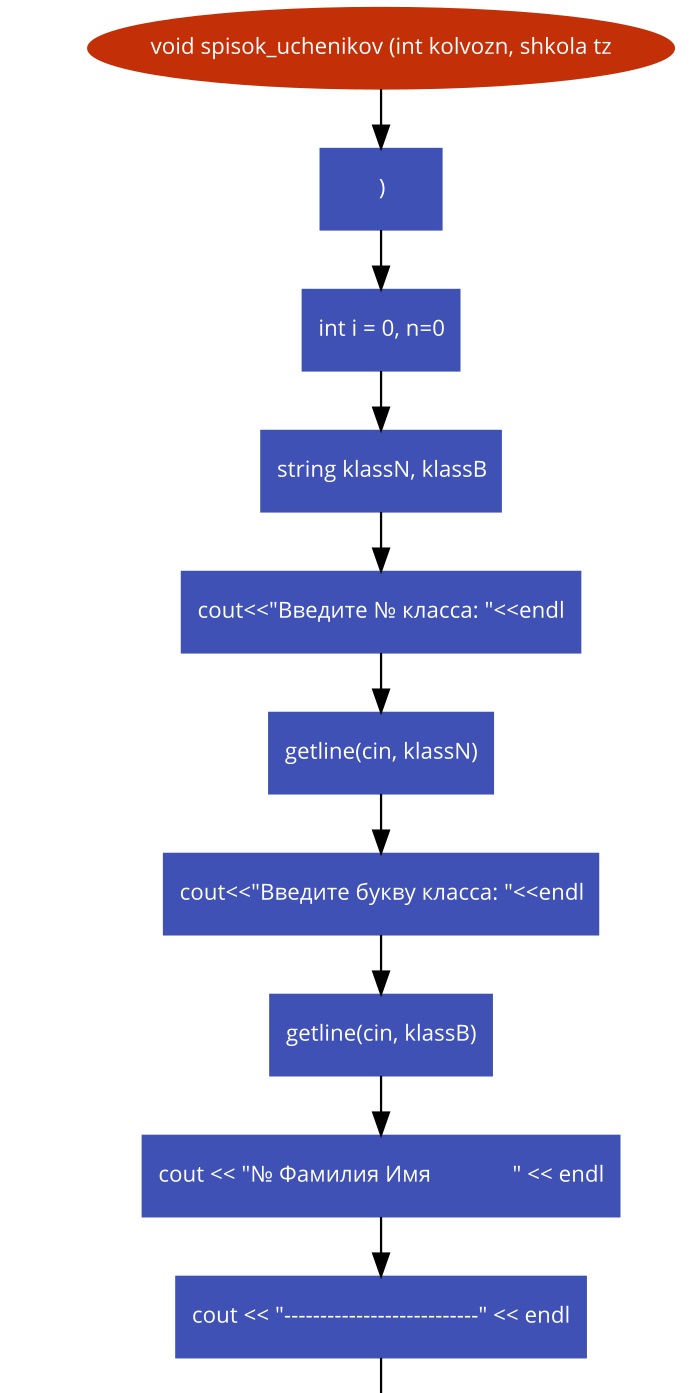 void spisok_uchenikov (int kolvozn, shkola tz
)
int i = 0, n=0
string klassN, klassB
cout<<"Введите № класса: "<<endl
getline(cin, klassN)
cout<<"Введите букву класса: "<<endl
getline(cin, klassB)
cout << "№ Фамилия Имя             " << endl
cout << "---------------------------" << endl